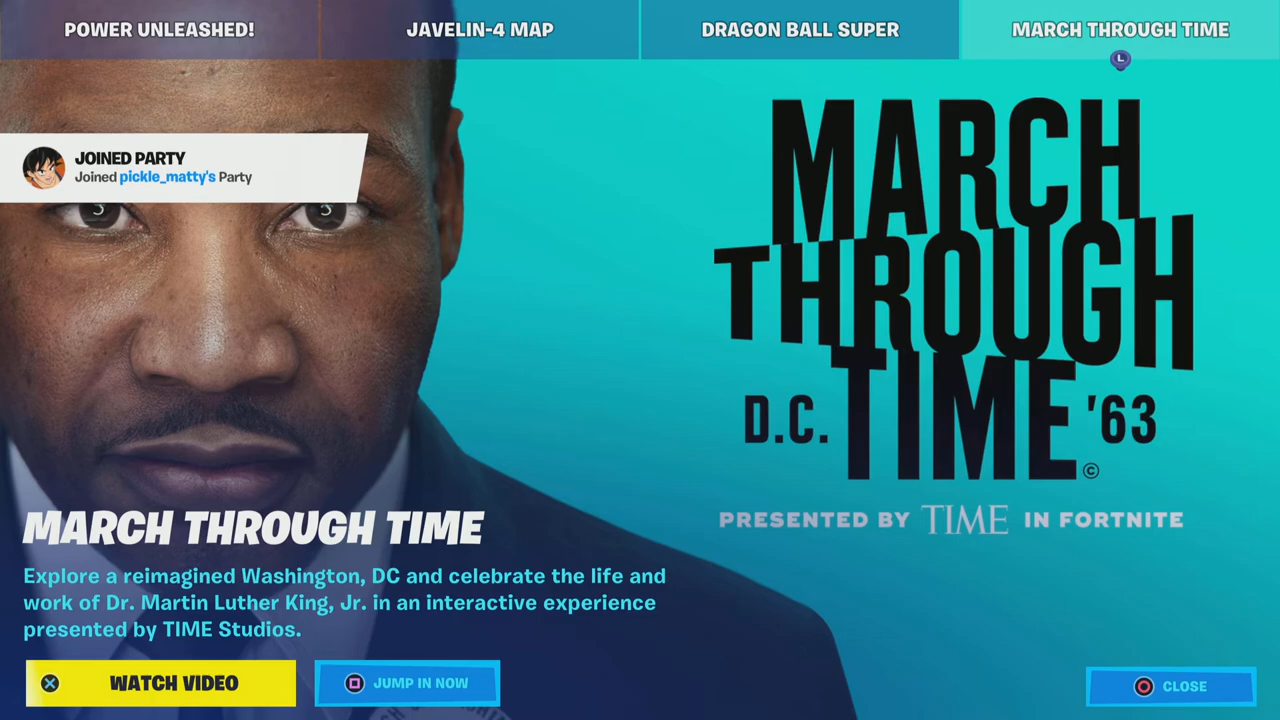 POWER UNLEASHED!
JAVELIN-4 MAP
DRAGON BALL SUPER
MARCH THROUGH TIME
L
JOINED PARTY
Joined pickle_matty's Party
MARCH
THROUGH
TIME
D.C.
'63
©
PRESENTED BY TIME IN FORTNITE
MARCH THROUGH TIME
Explore a reimagined Washington, DC and celebrate the life and
work of Dr. Martin Luther King, Jr. in an interactive experience
presented by TIME Studios.
WATCH VIDEO
JUMP IN NOW
CLOSE